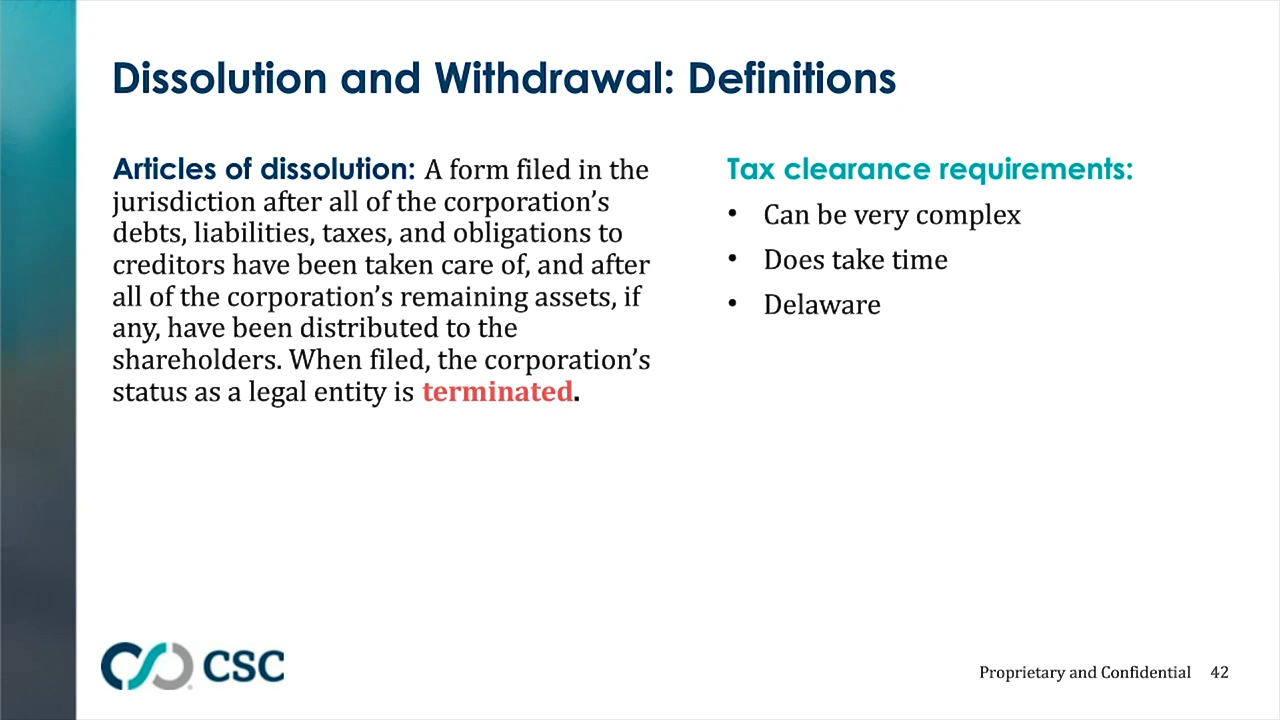 Dissolution and Withdrawal: Definitions
Articles of dissolution: A form filed in the
jurisdiction after all of the corporation’s
debts, liabilities, taxes, and obligations to
creditors have been taken care of, and after
all of the corporation’s remaining assets, if
any, have been distributed to the
shareholders. When filed, the corporation’s
status as a legal entity is terminated.
Tax clearance requirements:
• Can be very complex
• Does take time
• Delaware
CSC
Proprietary and Confidential 42